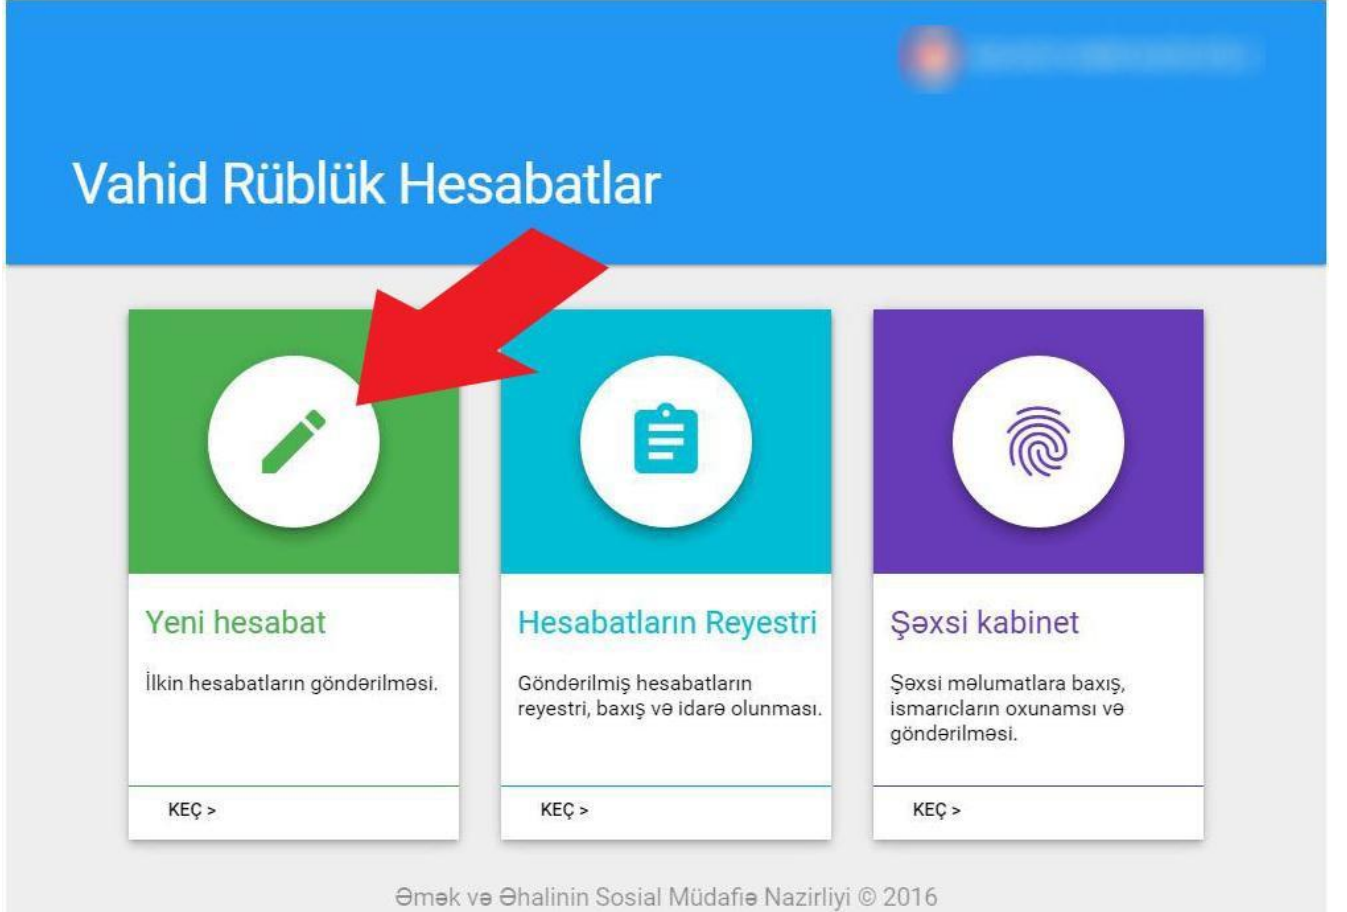 Vahid Rüblük Hesabatlar
Yeni hesabat
İlkin hesabatların göndərilməsi.
KEÇ >
Hesabatların Reyestri
Göndərilmiş hesabatların
reyestri, baxış və idarə olunması.
KEÇ >
Şəxsi kabinet
Şəxsi məlumatlara baxış,
ismarıcların oxunamsı və
göndərilməsi.
KEÇ >
Əmək və Əhalinin Sosial Müdafiə Nazirliyi © 2016